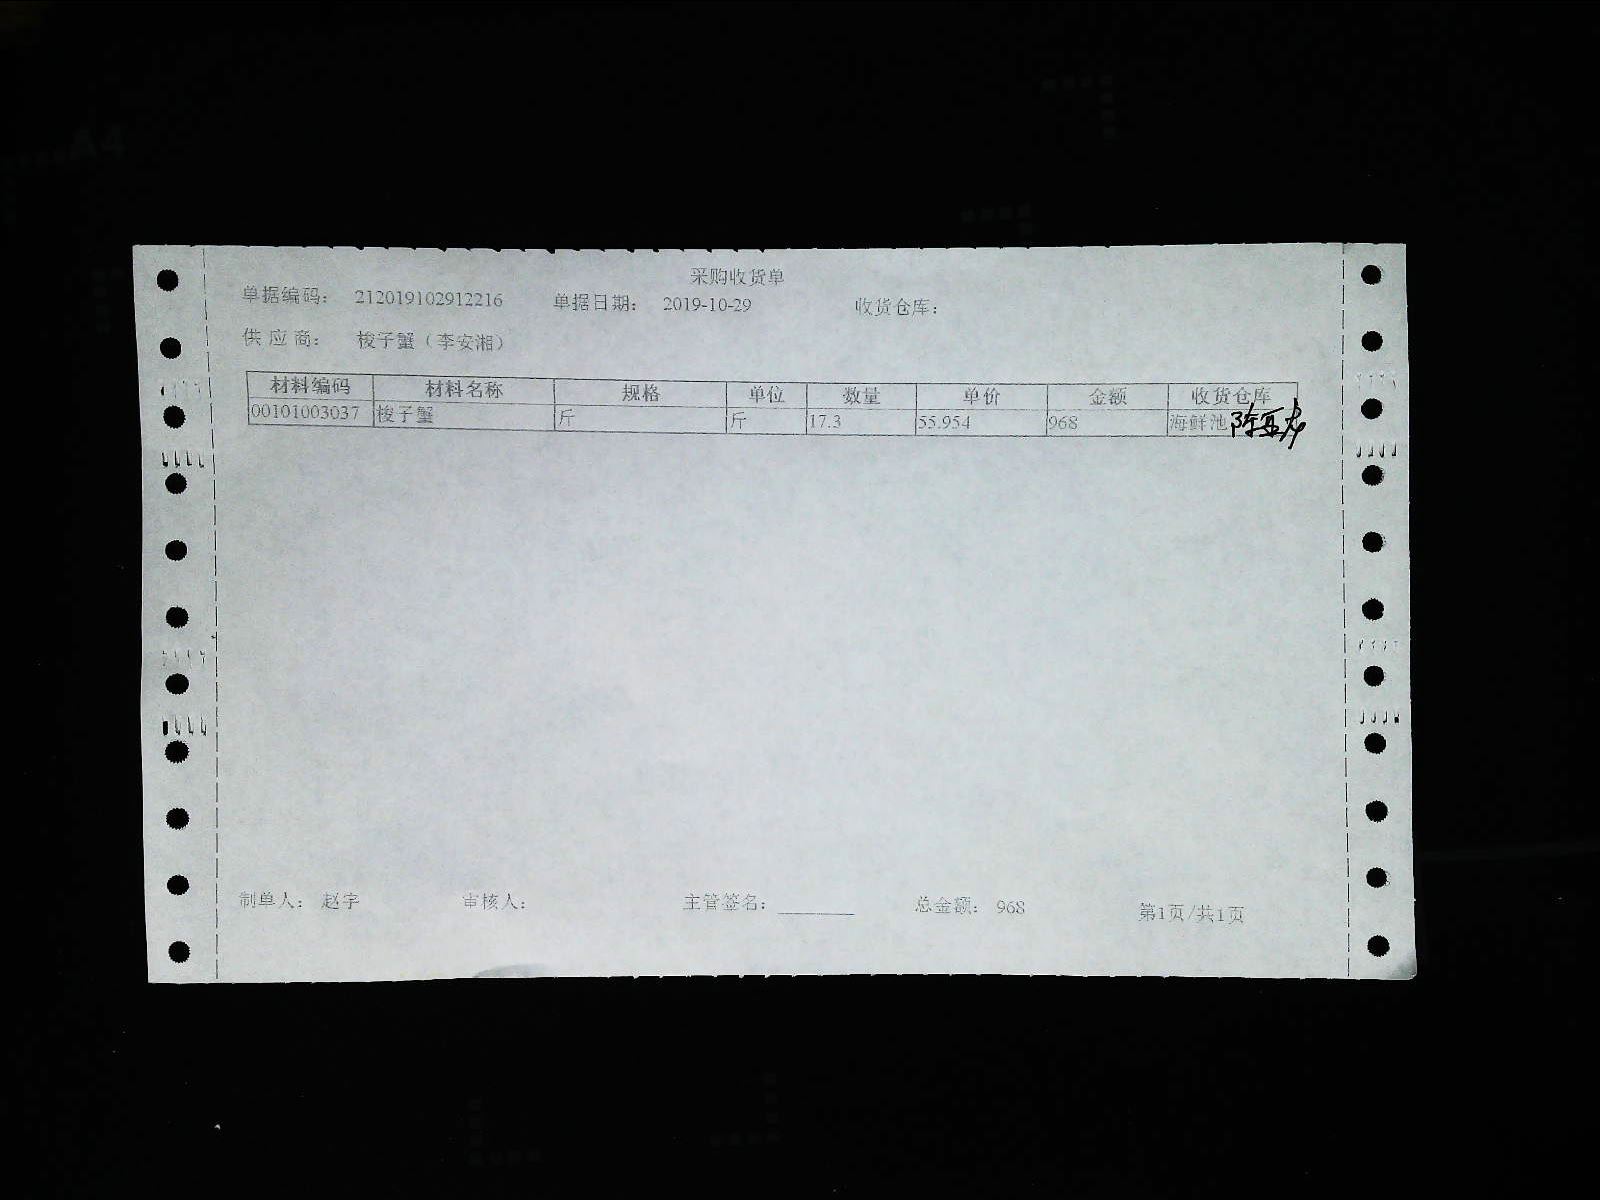 采购收货单
单据编码： 212019102912216 单据日期： 2019-10-29 收货仓库：
供应商： 梭子蟹（李安湘）
材料编码 材料名称 规格 单位 数量 单价 金额 收货仓库
00101003037 梭子蟹 斤 斤 17.3 55.954 968 海鲜池
制单人： 赵字 审核人： 主管签名： 总金额： 968 第1页/共1页